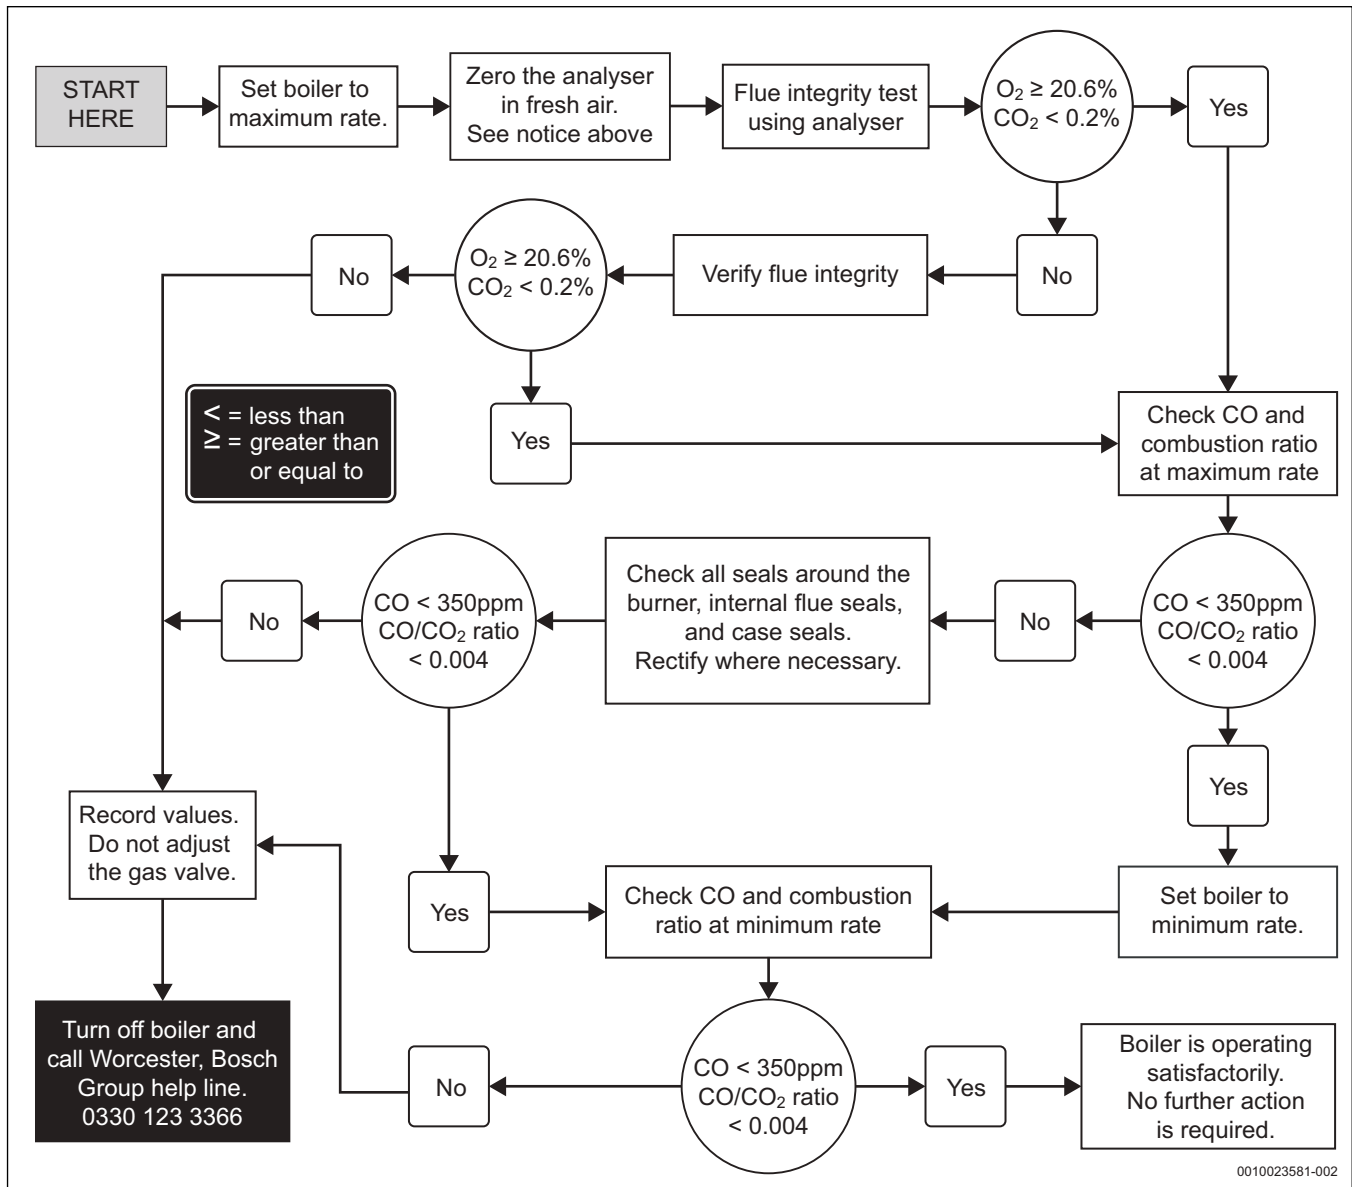 START
HERE
Set boiler to
maximum rate.
Zero the analyser
in fresh air.
See notice above
Flue integrity test
using analyser
O₂ ≥ 20.6%
CO₂ < 0.2%
Yes
No
Verify flue integrity
O₂ ≥ 20.6%
CO₂ < 0.2%
No
Yes
< = less than
≥ = greater than
or equal to
Check CO and
combustion ratio
at maximum rate
CO < 350ppm
CO/CO₂ ratio
< 0.004
No
Check all seals around the
burner, internal flue seals,
and case seals.
Rectify where necessary.
CO < 350ppm
CO/CO₂ ratio
< 0.004
No
Yes
Record values.
Do not adjust
the gas valve.
Yes
Check CO and combustion
ratio at minimum rate
Set boiler to
minimum rate.
Turn off boiler and
call Worcester, Bosch
Group help line.
0330 123 3366
No
CO < 350ppm
CO/CO₂ ratio
< 0.004
Yes
Boiler is operating
satisfactorily.
No further action
is required.
0010023581-002